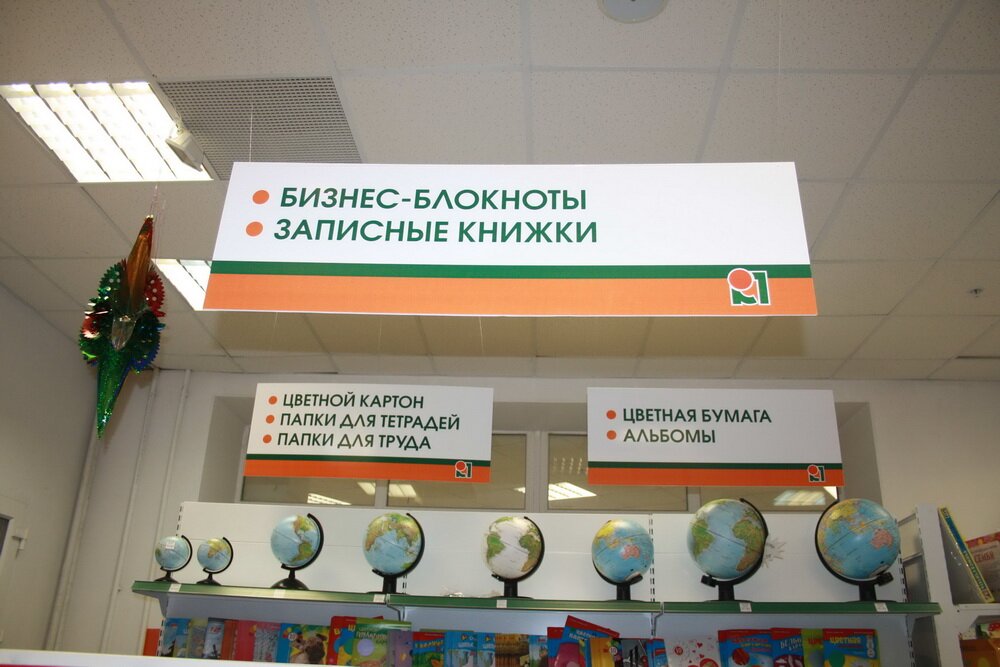 БИЗНЕС-БЛОКНОТЫ
ЗАПИСНЫЕ КНИЖКИ
ЦВЕТНОЙ КАРТОН
ПАПКИ ДЛЯ ТЕТРАДЕЙ
ПАПКИ ДЛЯ ТРУДА
ЦВЕТНАЯ БУМАГА
АЛЬБОМЫ